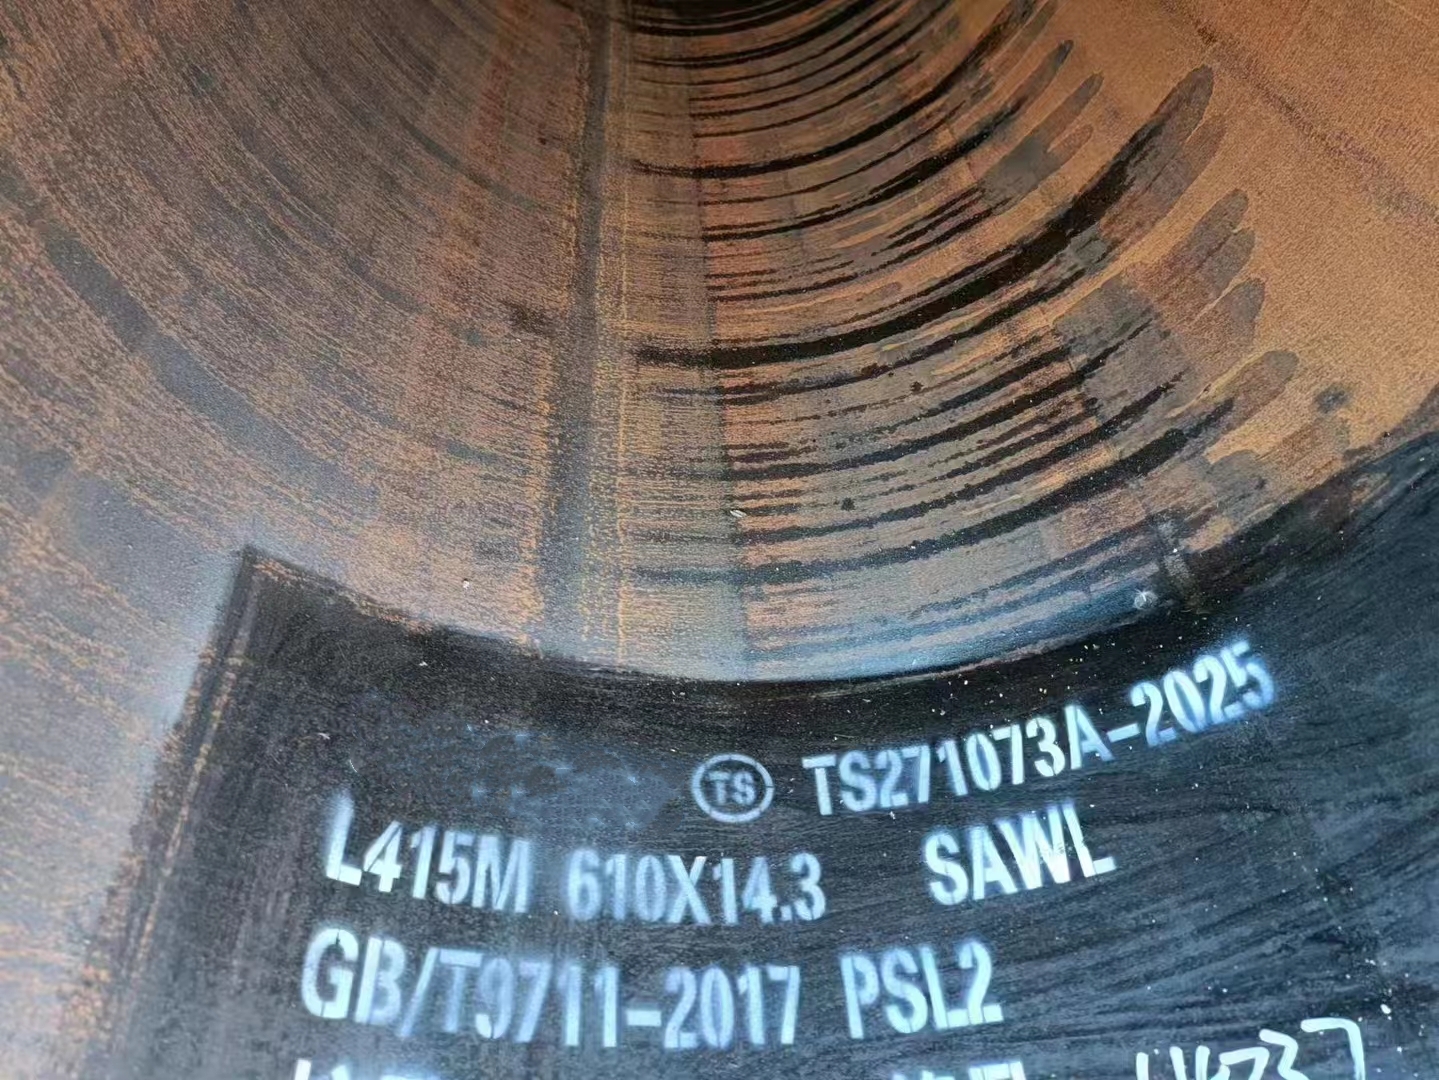 TS TS271073A-2025
L415M 610X14.3 SAWL
GB/T9711-2017 PSL2